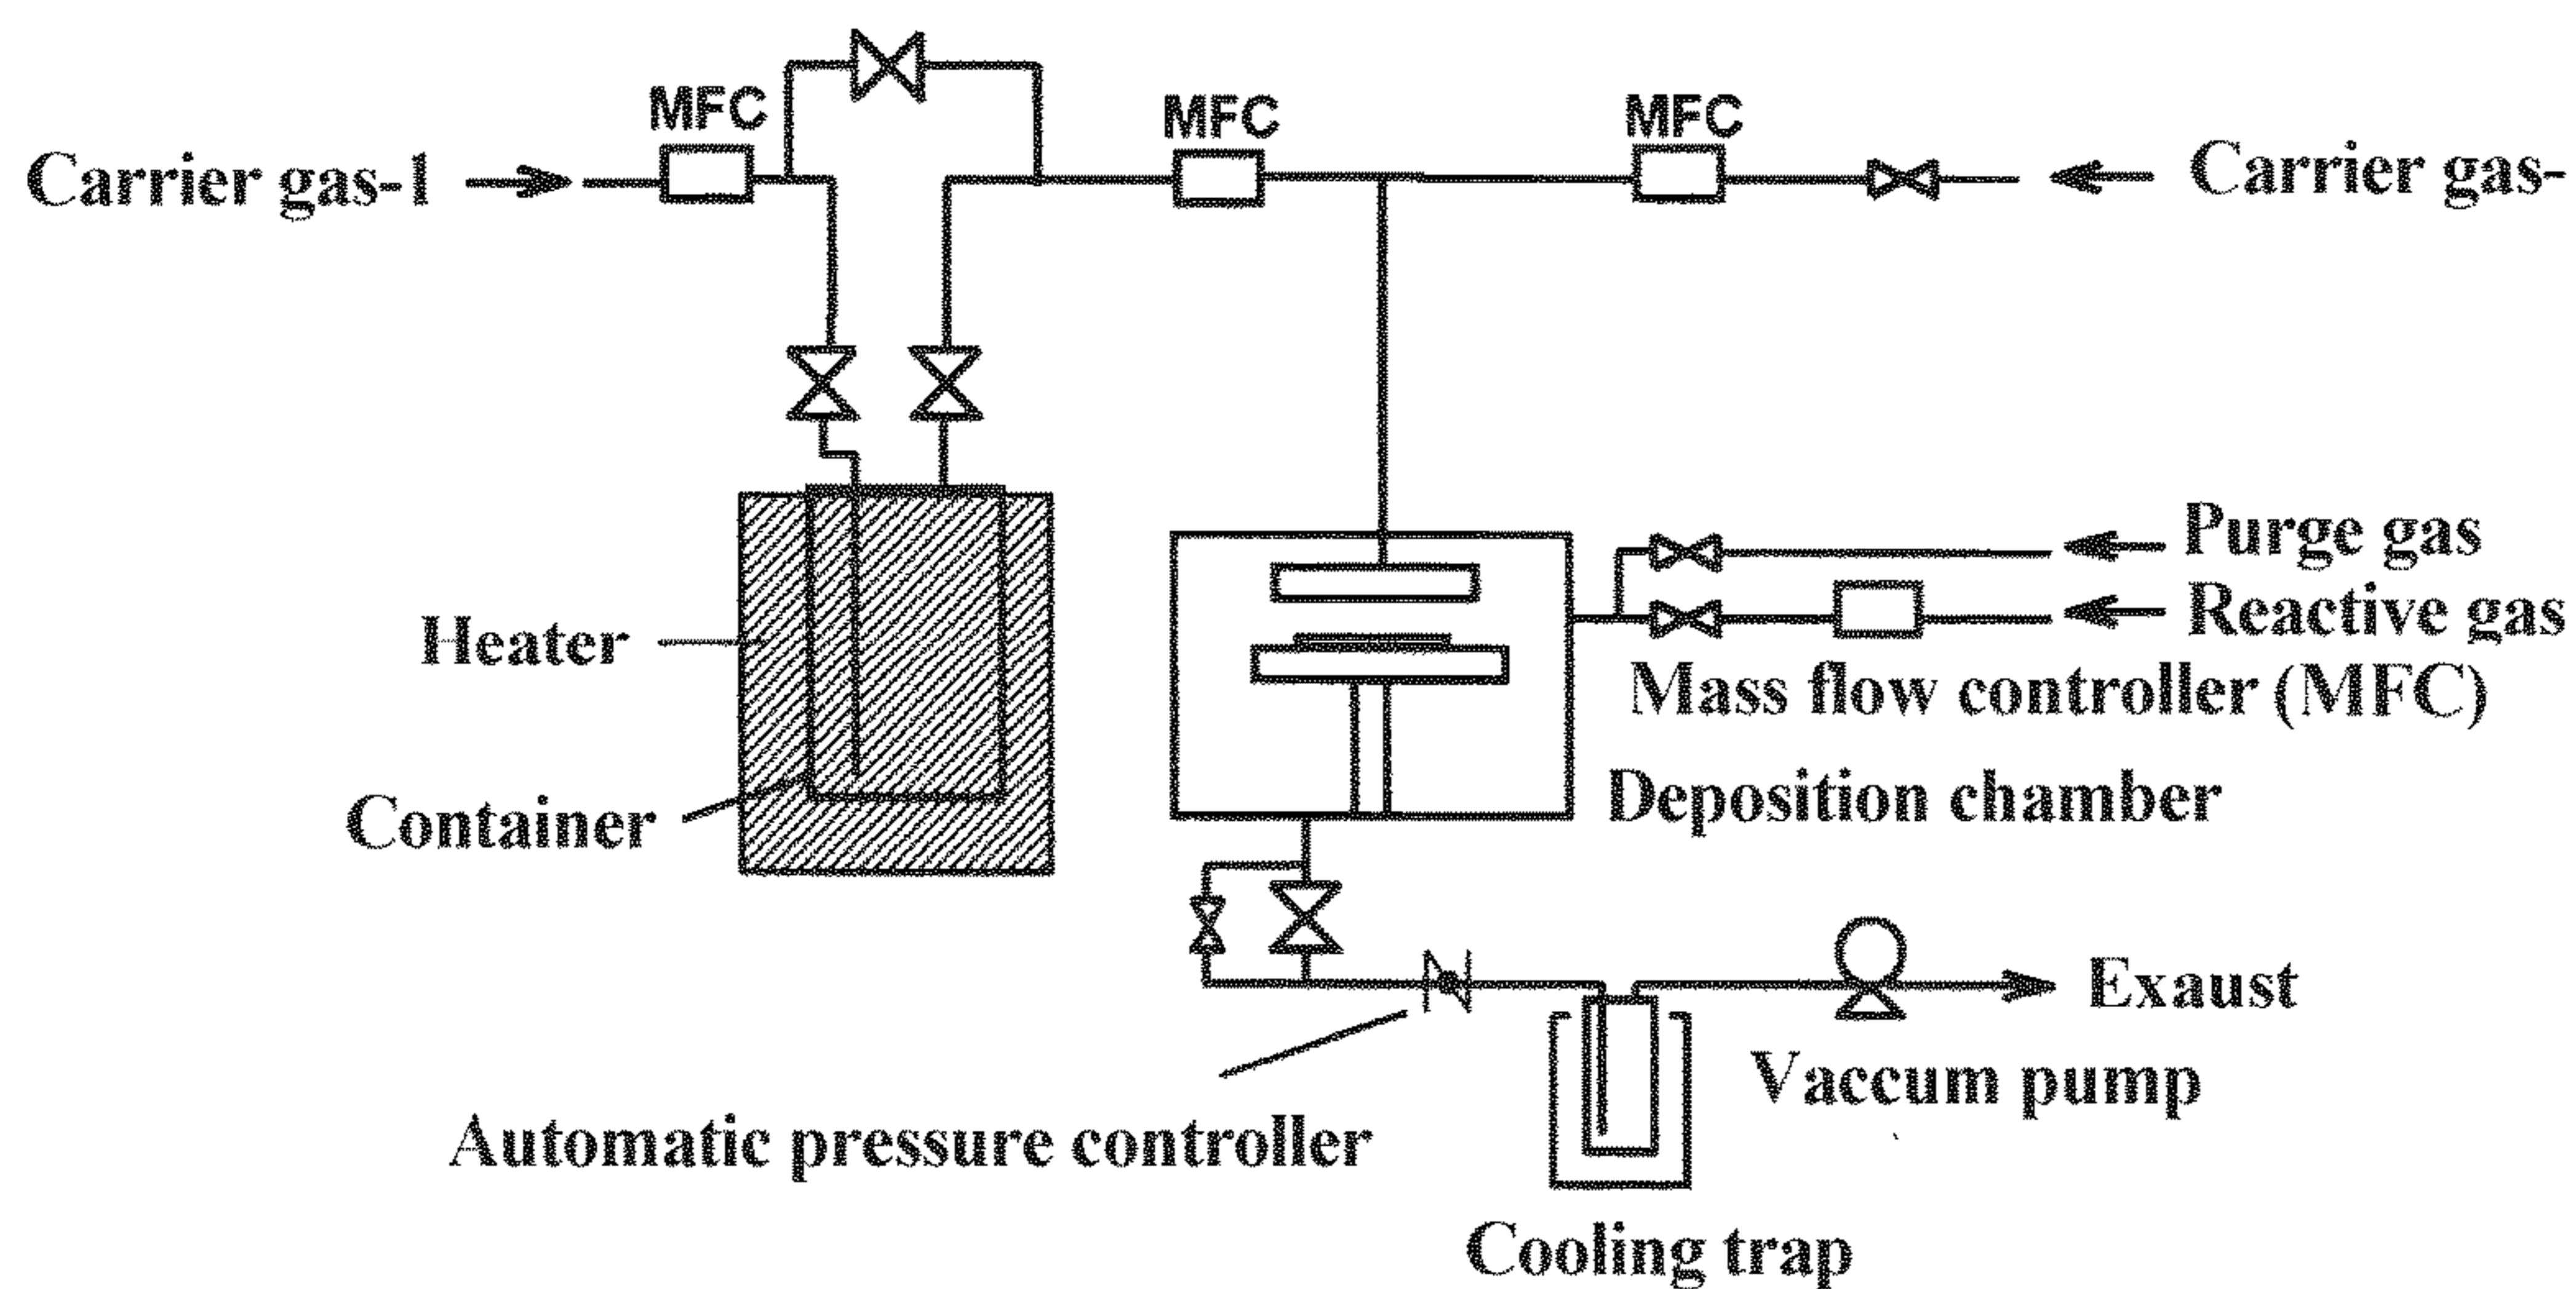 MFC
MFC
MFC
Carrier gas-1
Carrier gas-
Purge gas
Reactive gas
Heater
Mass flow controller (MFC)
Container
Deposition chamber
Exaust
Vaccum pump
Automatic pressure controller
Cooling trap